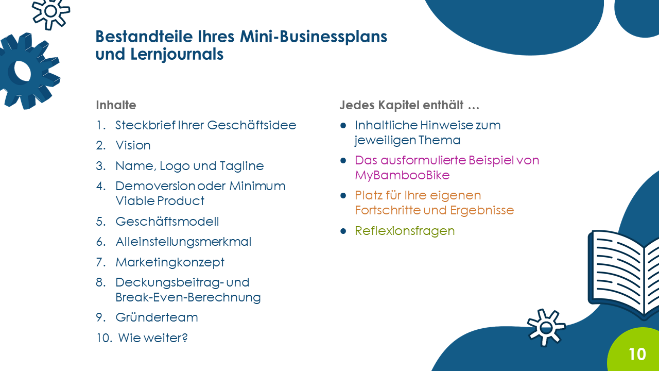 Bestandteile Ihres Mini-Businessplans
und Lernjournals
Inhalte
1. Steckbrief Ihrer Geschäftsidee
2. Vision
3. Name, Logo und Tagline
4. Demoversion oder Minimum
Viable Product
5. Geschäftsmodell
6. Alleinstellungsmerkmal
7. Marketingkonzept
8. Deckungsbeitrag- und
Break-Even-Berechnung
9. Gründerteam
10. Wie weiter?
Jedes Kapitel enthält …
• Inhaltliche Hinweise zum
jeweiligen Thema
• Das ausformulierte Beispiel von
MyBambooBike
• Platz für Ihre eigenen
Fortschritte und Ergebnisse
• Reflexionsfragen
10